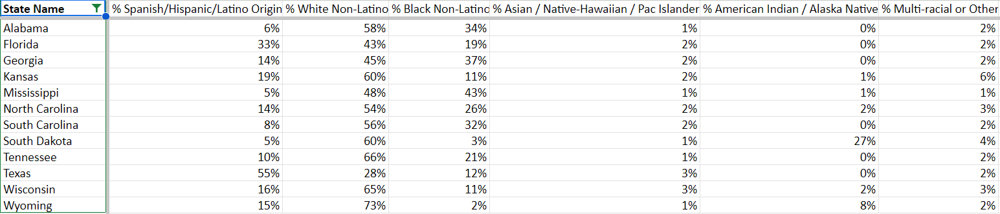 State Name % Spanish/Hispanic/Latino Origin % White Non-Latino % Black Non-Latino % Asian / Native-Hawaiian / Pac Islander % American Indian / Alaska Native % Multi-racial or Other
Alabama 6% 58% 34% 1% 0% 2%
Florida 33% 43% 19% 2% 0% 2%
Georgia 14% 45% 37% 2% 0% 2%
Kansas 19% 60% 11% 2% 1% 6%
Mississippi 5% 48% 43% 1% 1% 1%
North Carolina 14% 54% 26% 2% 2% 3%
South Carolina 8% 56% 32% 2% 0% 2%
South Dakota 5% 60% 3% 1% 27% 4%
Tennessee 10% 66% 21% 1% 0% 2%
Texas 55% 28% 12% 3% 0% 2%
Wisconsin 16% 65% 11% 3% 2% 3%
Wyoming 15% 73% 2% 1% 8% 2%